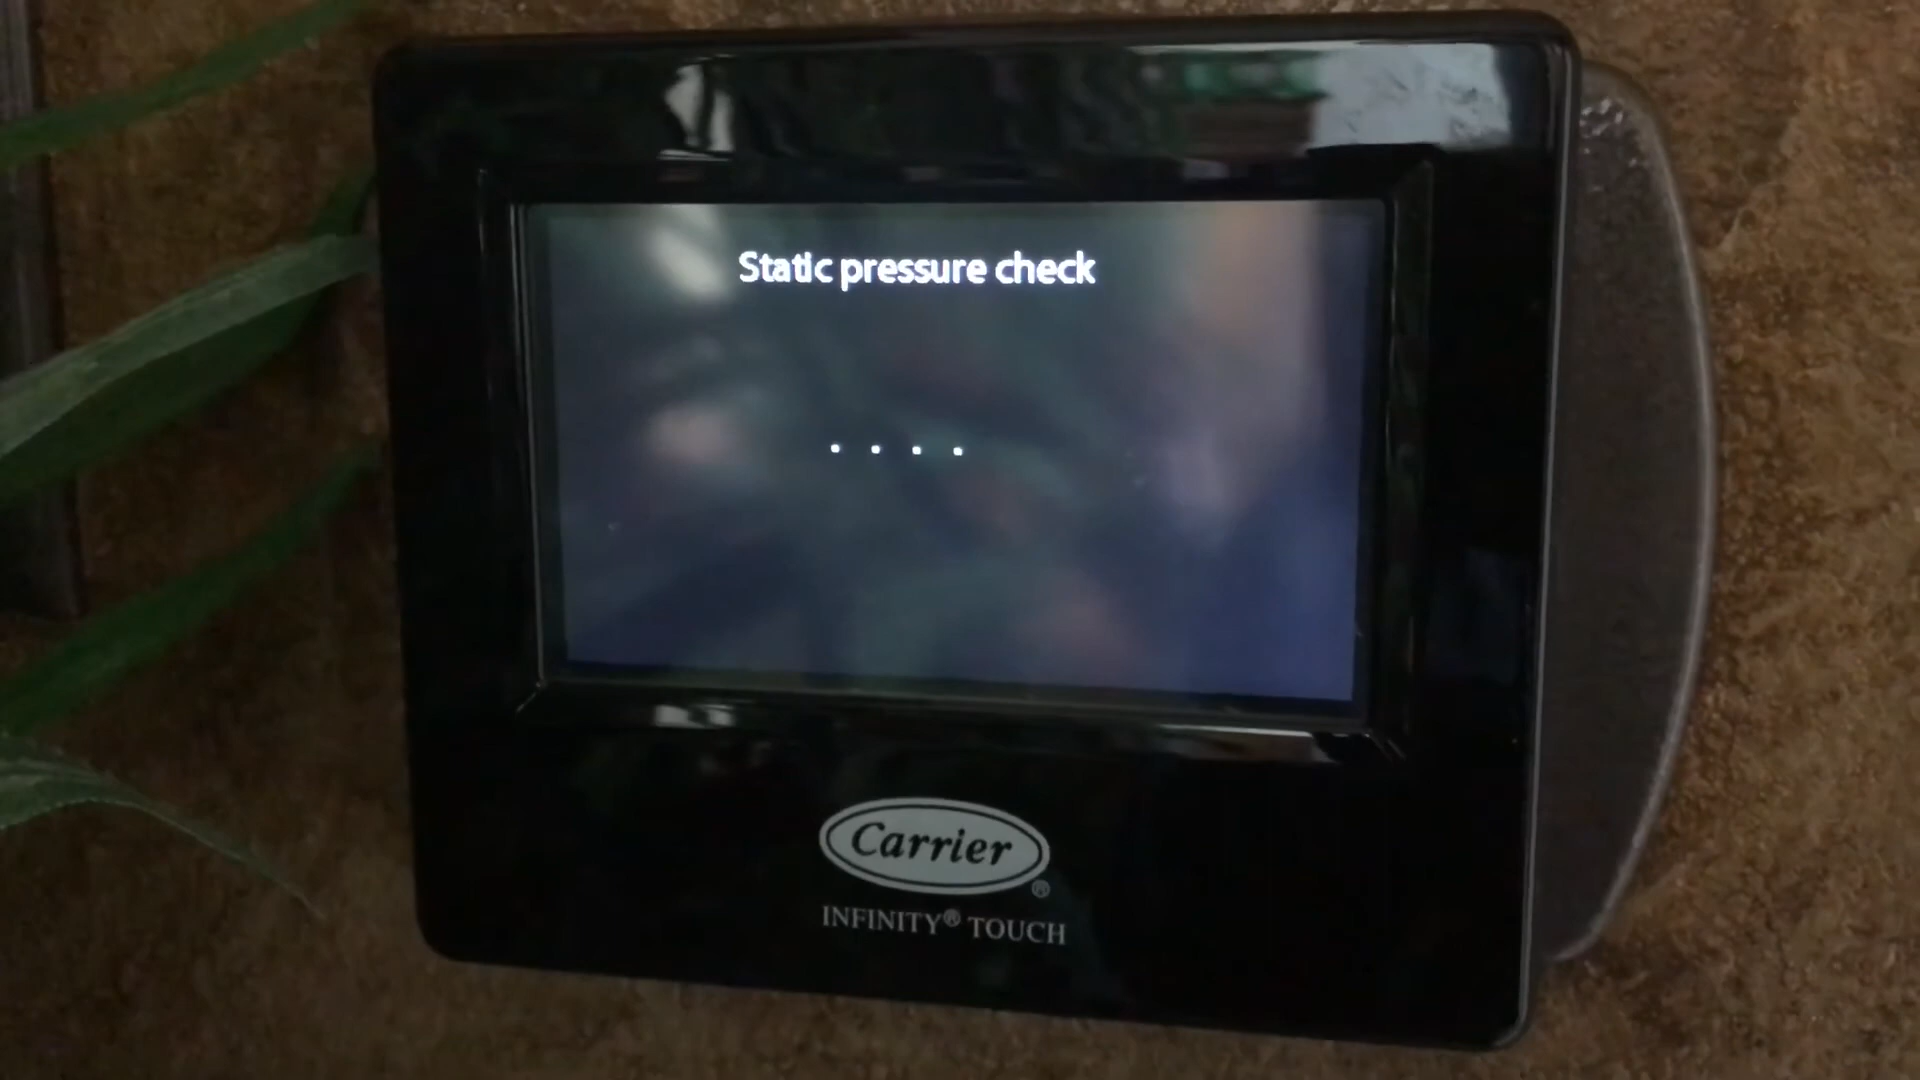 Static pressure check
....
Carrier
®
INFINITY® TOUCH